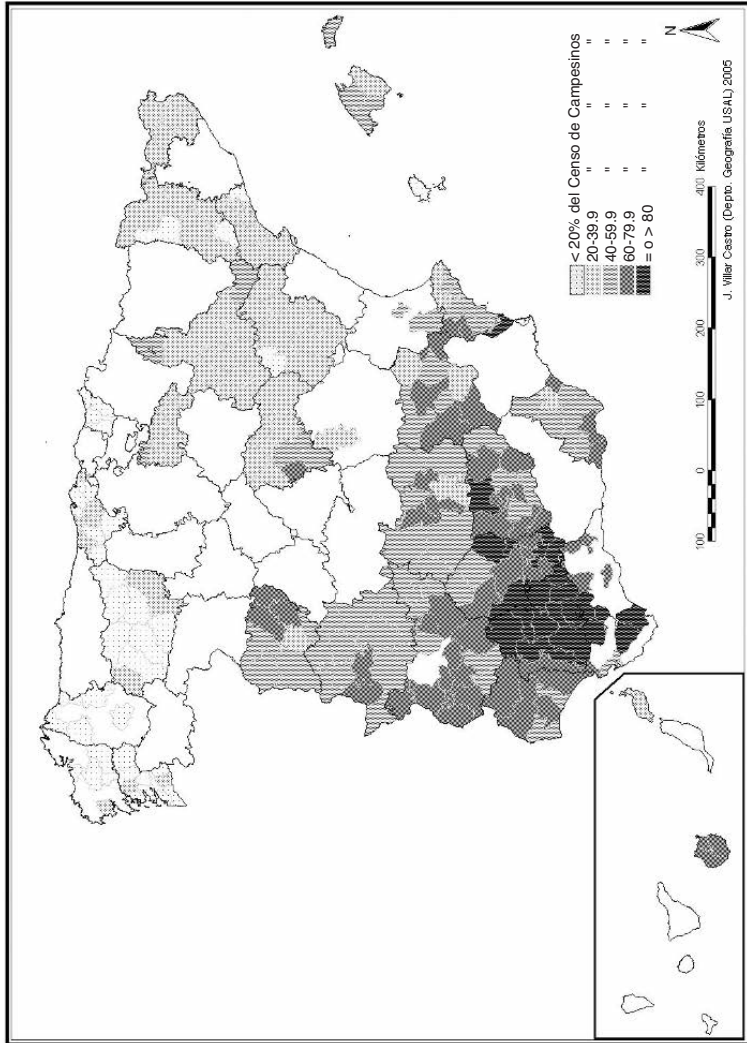 < 20% del Censo de Campesinos
20-39.9 " " "
40-59.9 " " "
60-79.9 " " "
= o > 80 " " "
N
100 0 100 200 300 400 Kilómetros
J. Villar Castro (Depto. Geografía USAL) 2005